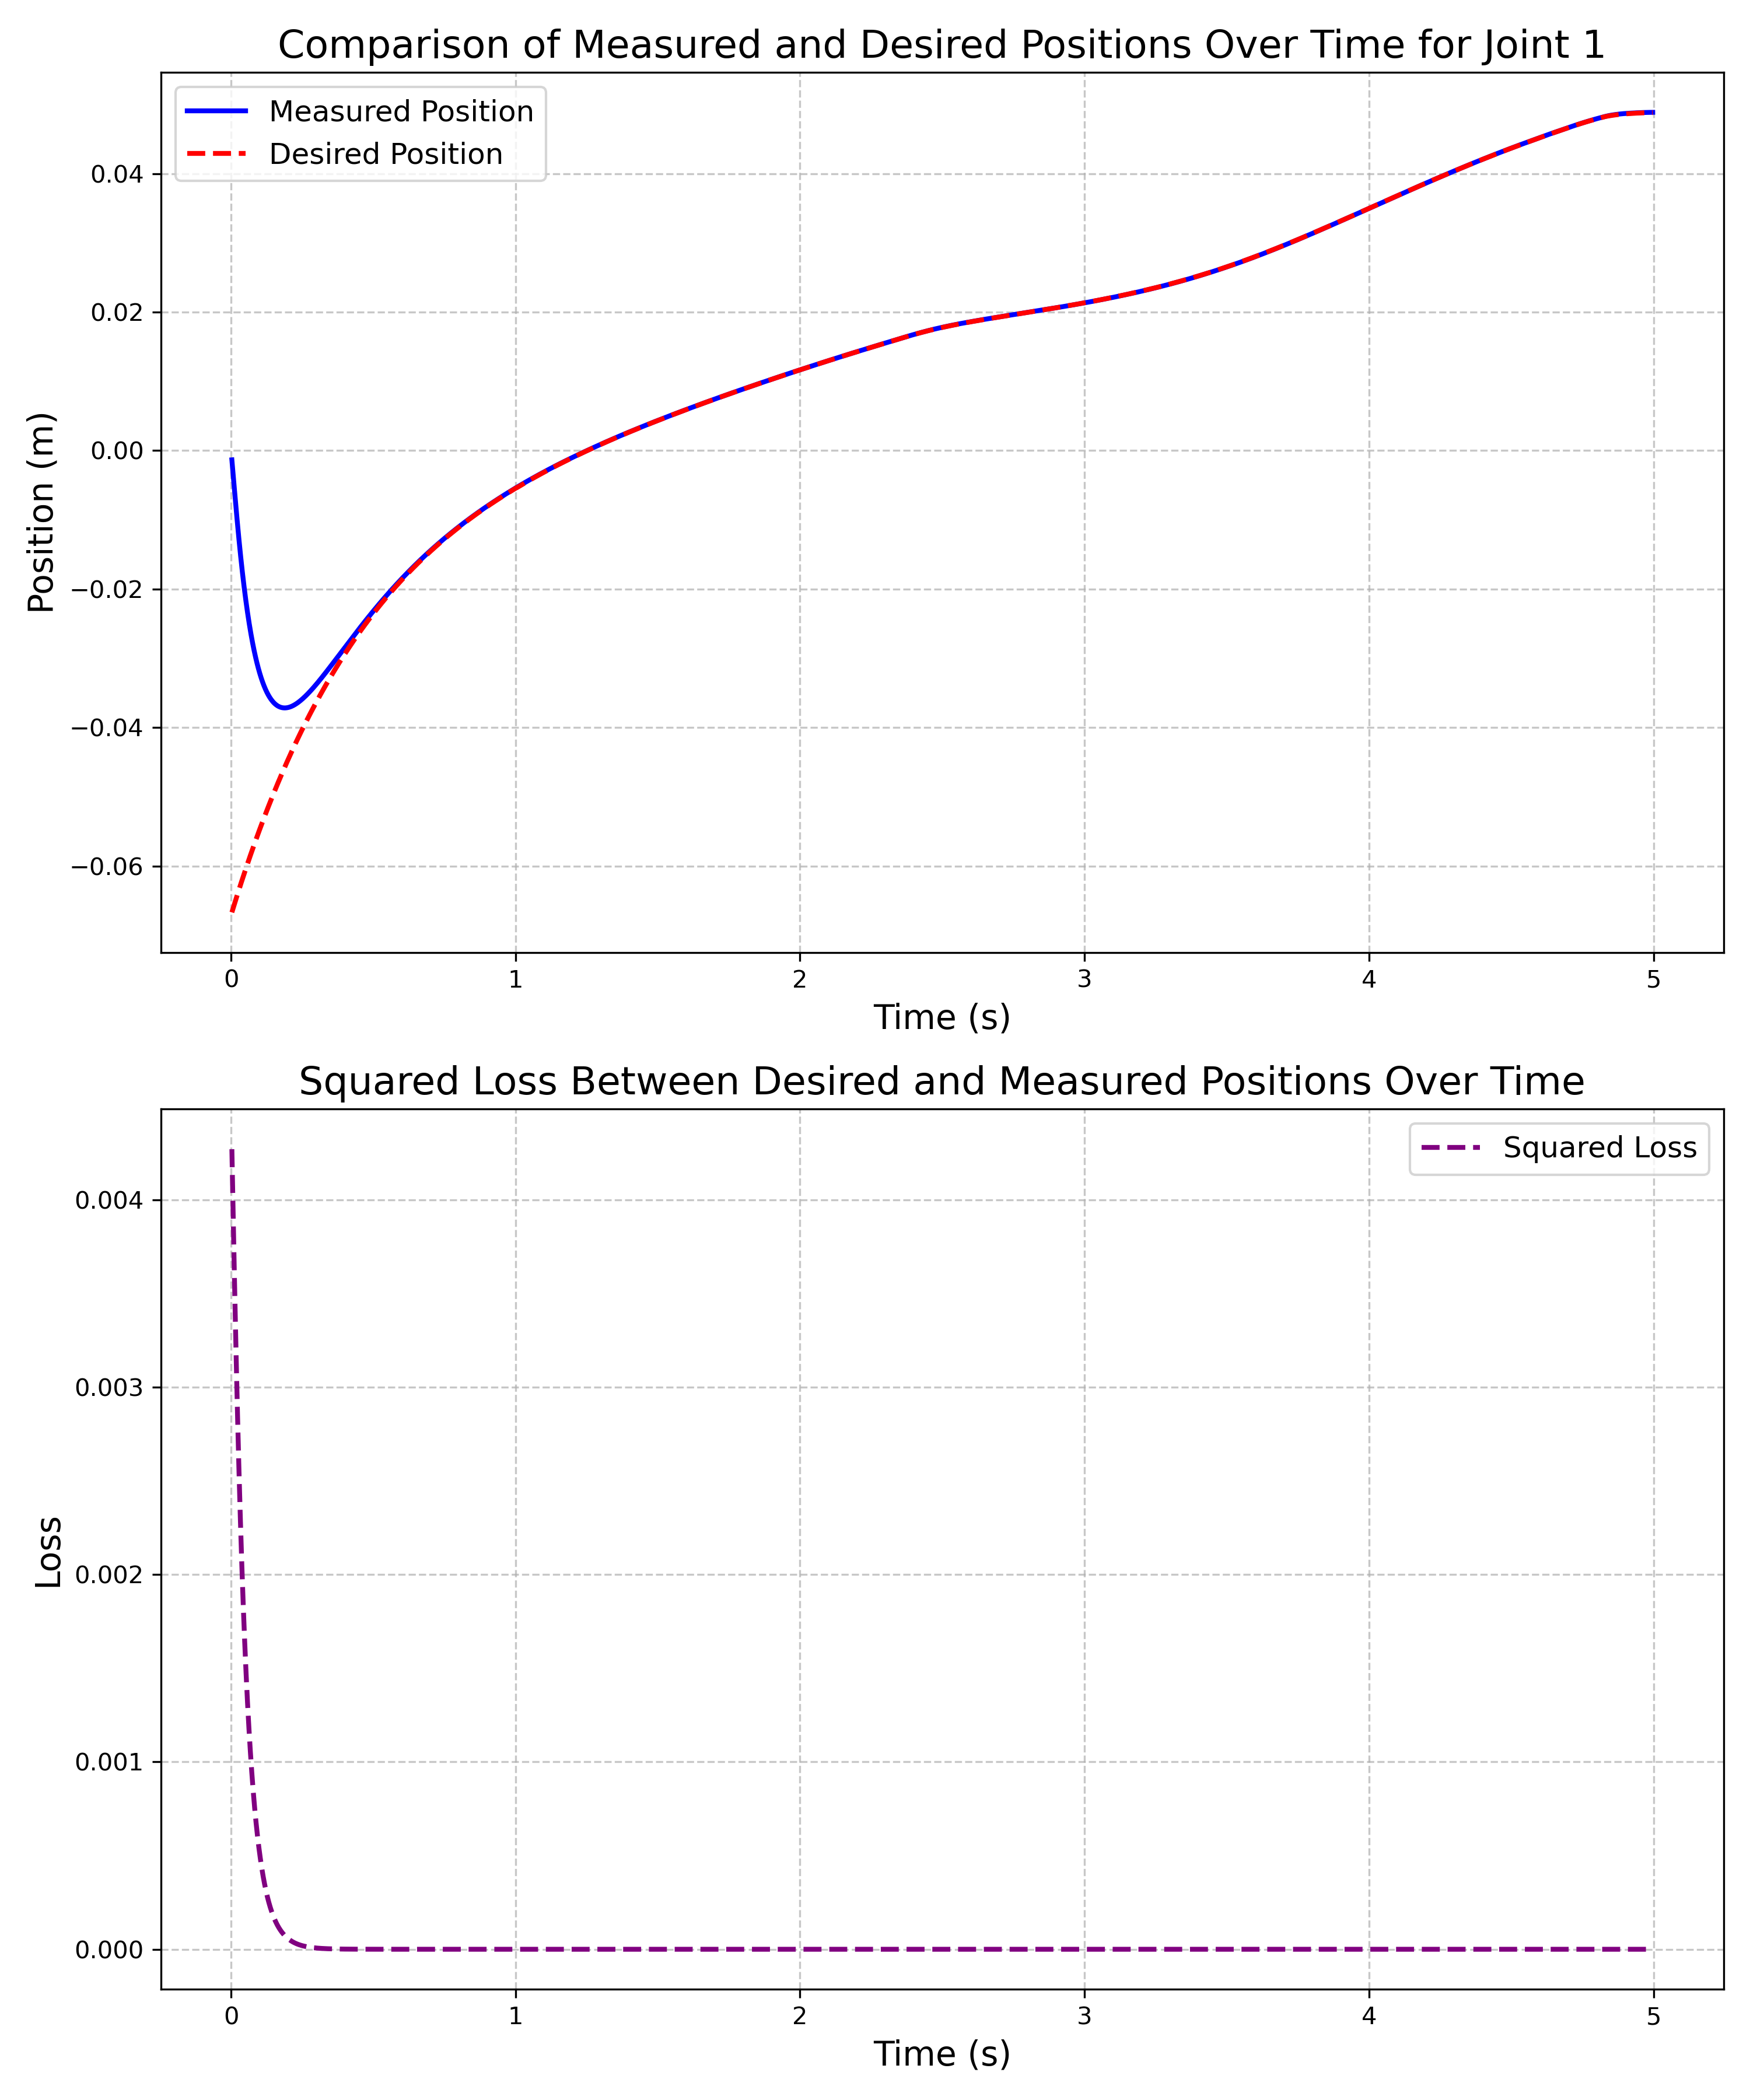 Comparison of Measured and Desired Positions Over Time for Joint 1
Measured Position
Desired Position
0.04
0.02
0.00
−0.02
−0.04
−0.06
Position (m)
0 1 2 3 4 5
Time (s)
Squared Loss Between Desired and Measured Positions Over Time
Squared Loss
0.004
0.003
0.002
0.001
0.000
Loss
0 1 2 3 4 5
Time (s)